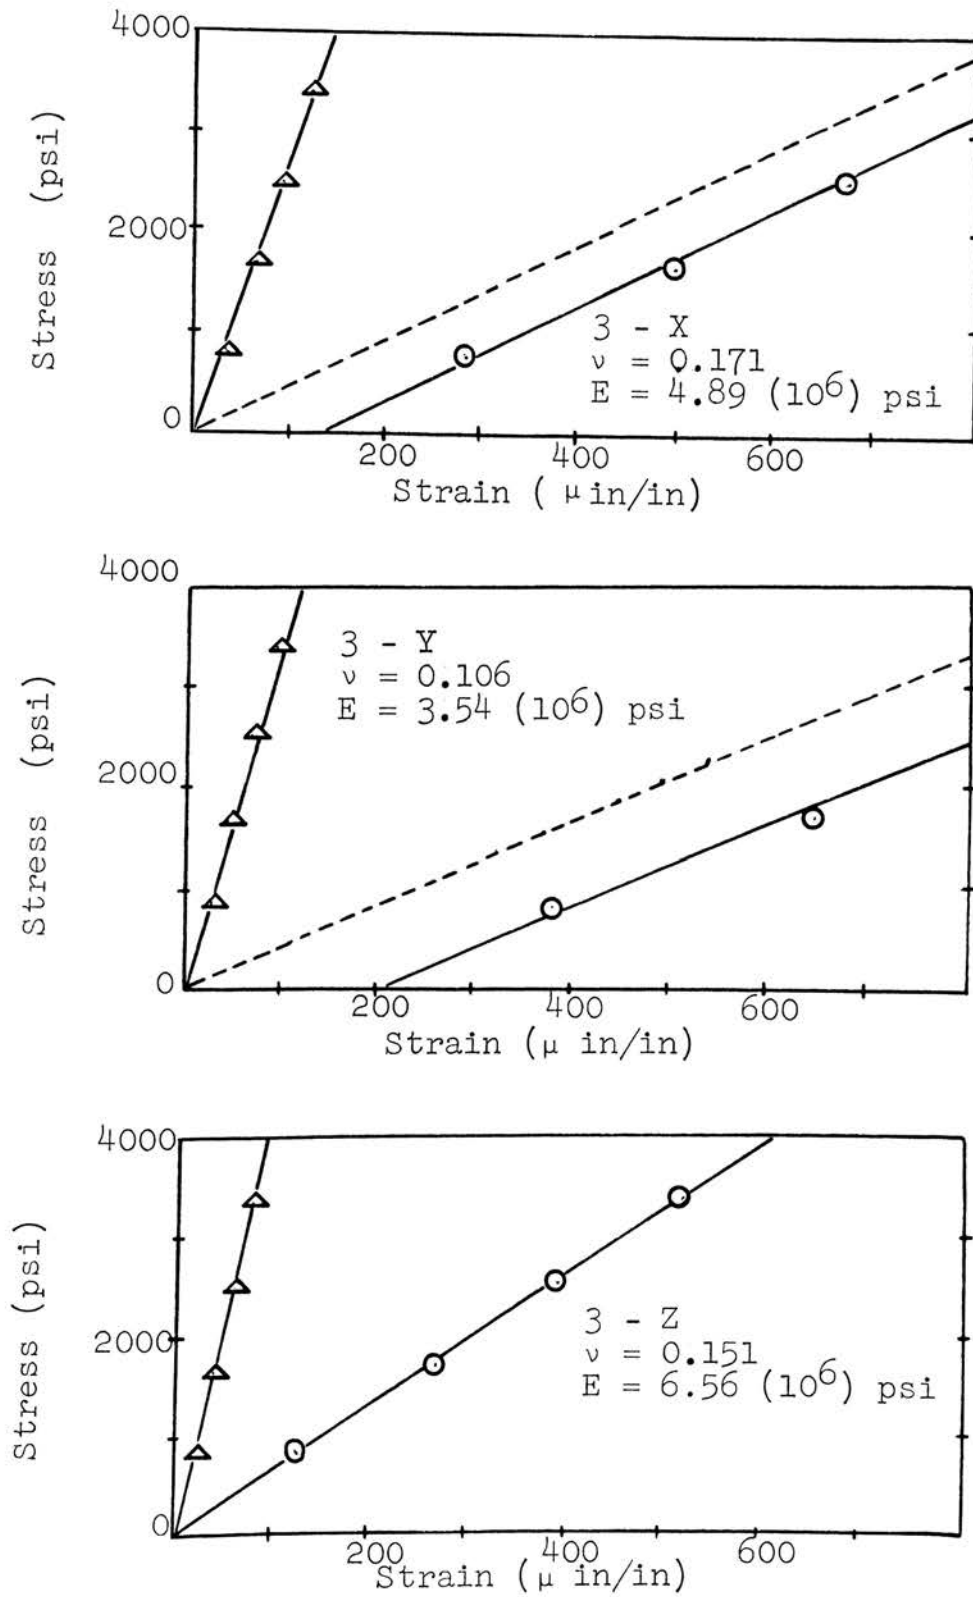 4000
Stress (psi)
2000
0
3 - X
ν = 0.171
E = 4.89 (10⁶) psi
200 400 600
Strain ( μ in/in)
4000
Stress (psi)
2000
0
3 - Y
ν = 0.106
E = 3.54 (10⁶) psi
200 400 600
Strain (μ in/in)
4000
Stress (psi)
2000
0
3 - Z
ν = 0.151
E = 6.56 (10⁶) psi
200 400 600
Strain (μ in/in)